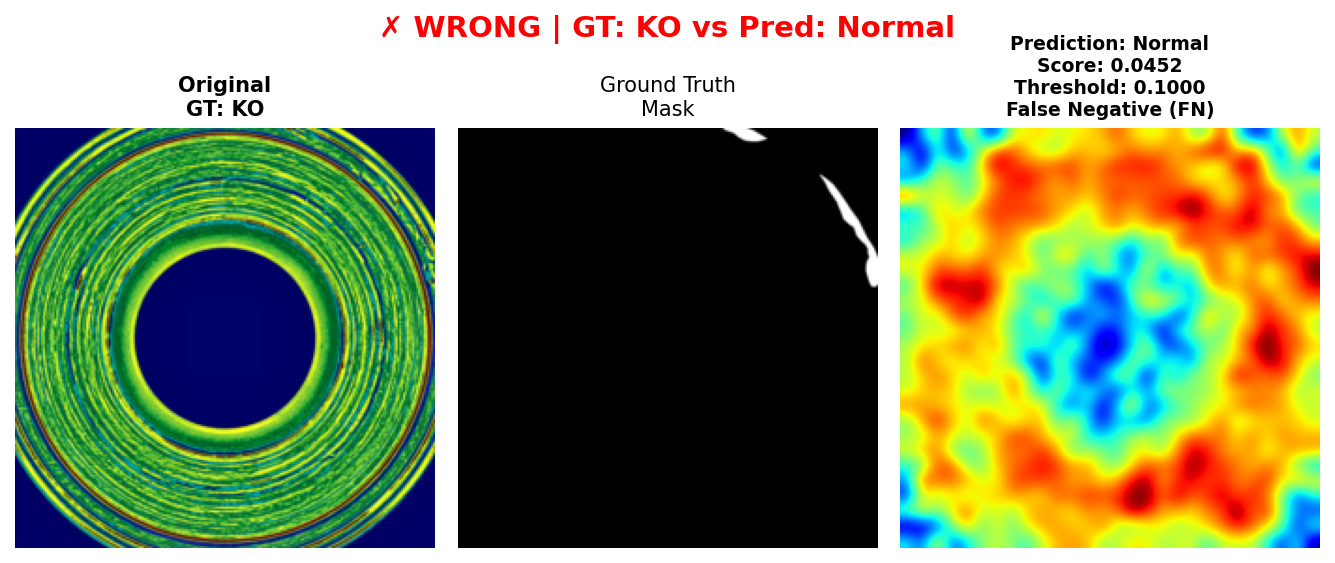 ✗ WRONG | GT: KO vs Pred: Normal
Original
GT: KO
Ground Truth
Mask
Prediction: Normal
Score: 0.0452
Threshold: 0.1000
False Negative (FN)